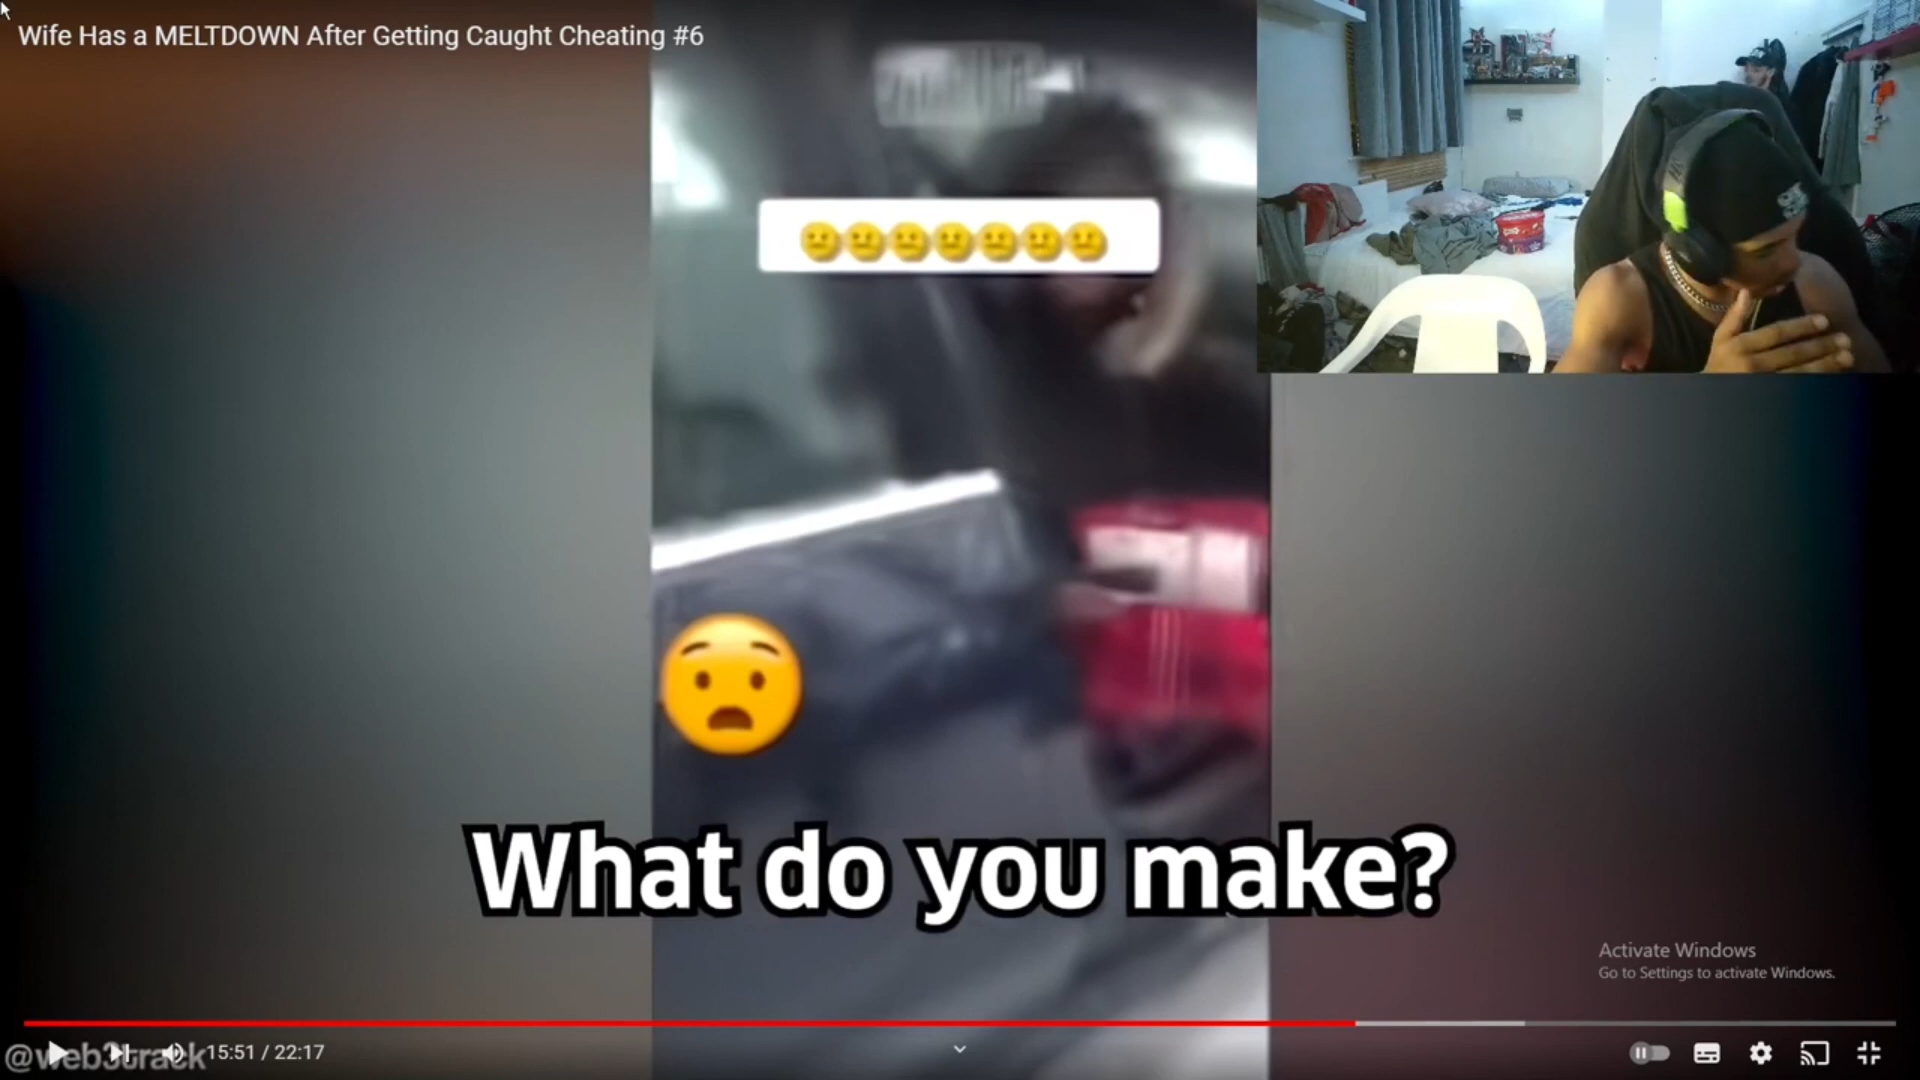 Wife Has a MELTDOWN After Getting Caught Cheating #6
What do you make?
Activate Windows
Go to Settings to activate Windows.
@web3track
15:51 / 22:17